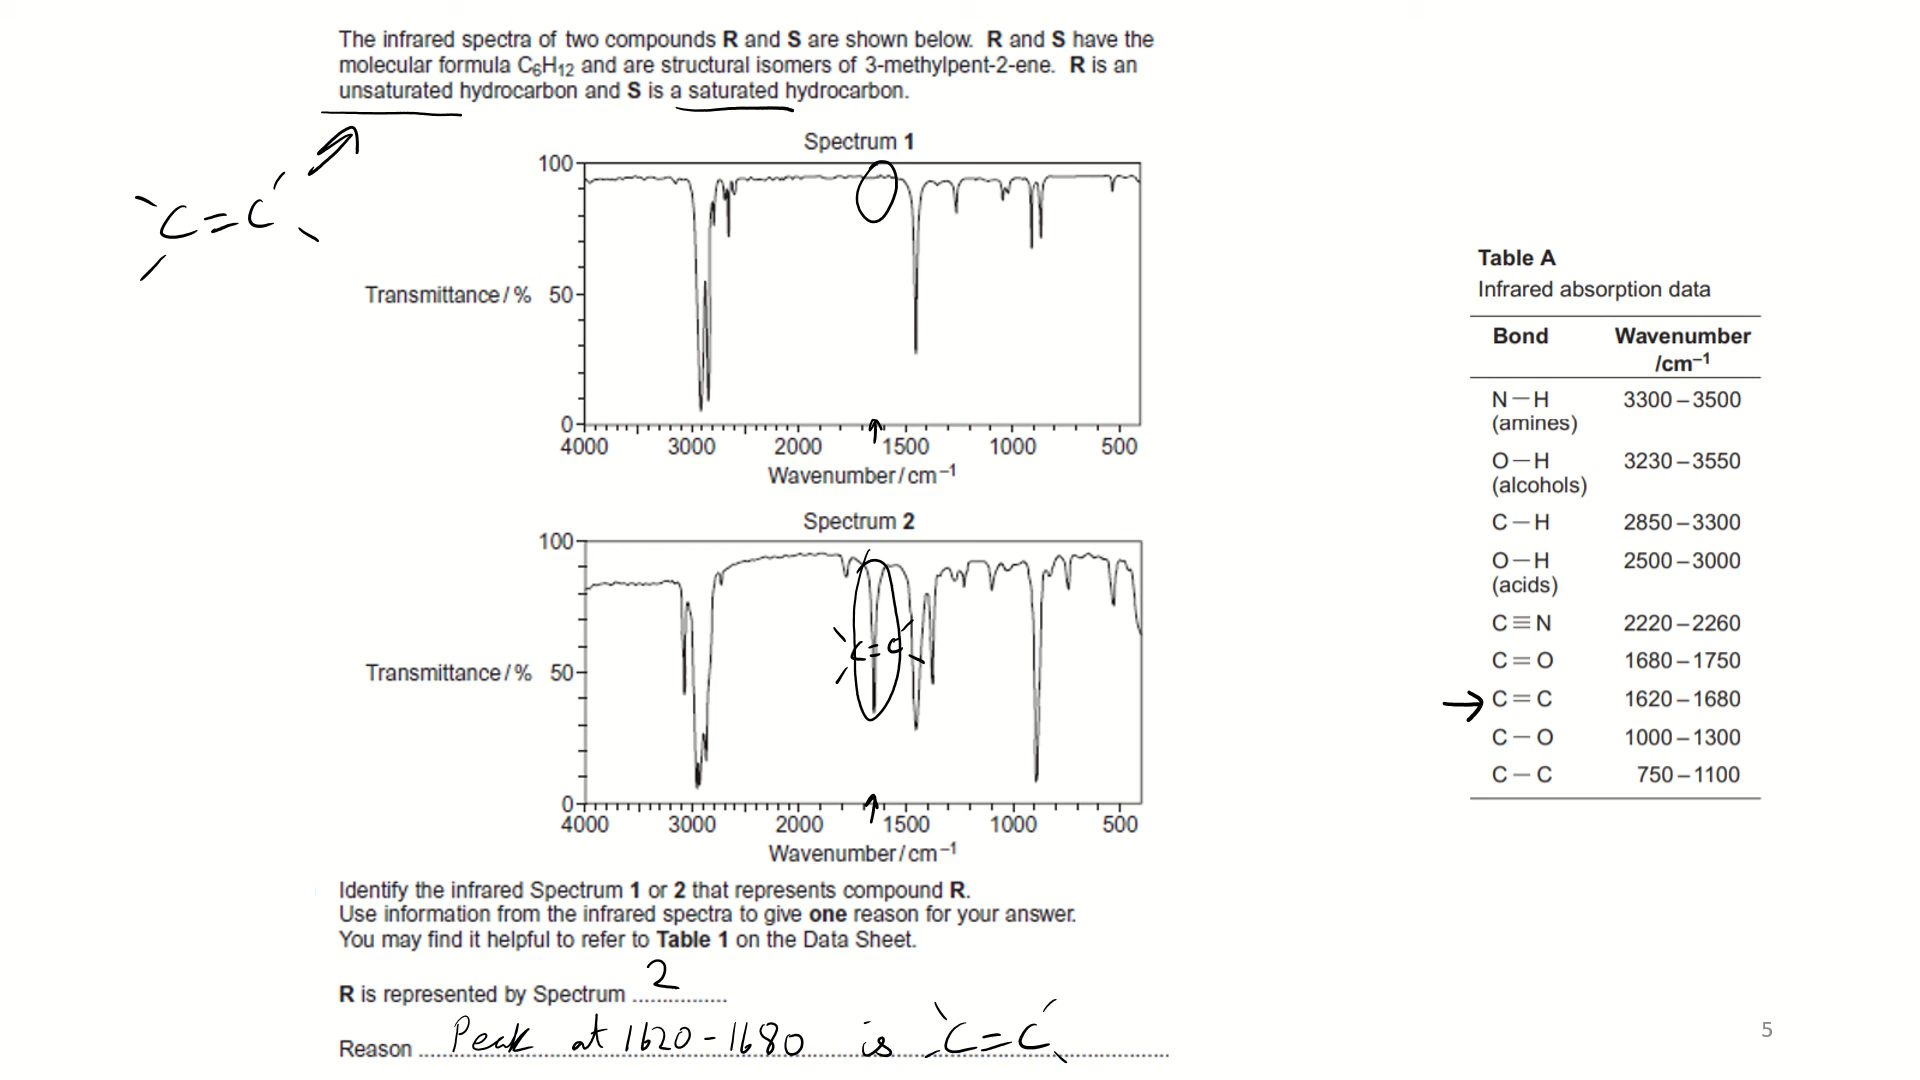 The infrared spectra of two compounds R and S are shown below. R and S have the
molecular formula C₆H₁₂ and are structural isomers of 3-methylpent-2-ene. R is an
unsaturated hydrocarbon and S is a saturated hydrocarbon.
C=C
Spectrum 1
100
Transmittance / % 50
0
4000 3000 2000 1500 1000 500
Wavenumber / cm⁻¹
Spectrum 2
100
C=C
Transmittance / % 50
0
4000 3000 2000 1500 1000 500
Wavenumber / cm⁻¹
Identify the infrared Spectrum 1 or 2 that represents compound R.
Use information from the infrared spectra to give one reason for your answer.
You may find it helpful to refer to Table 1 on the Data Sheet.
R is represented by Spectrum 2
Reason Peak at 1620-1680 is C=C
Table A
Infrared absorption data
Bond Wavenumber
/cm⁻¹
N—H 3300–3500
(amines)
O—H 3230–3550
(alcohols)
C—H 2850–3300
O—H 2500–3000
(acids)
C≡N 2220–2260
C=O 1680–1750
C=C 1620–1680
C—O 1000–1300
C—C 750–1100
5